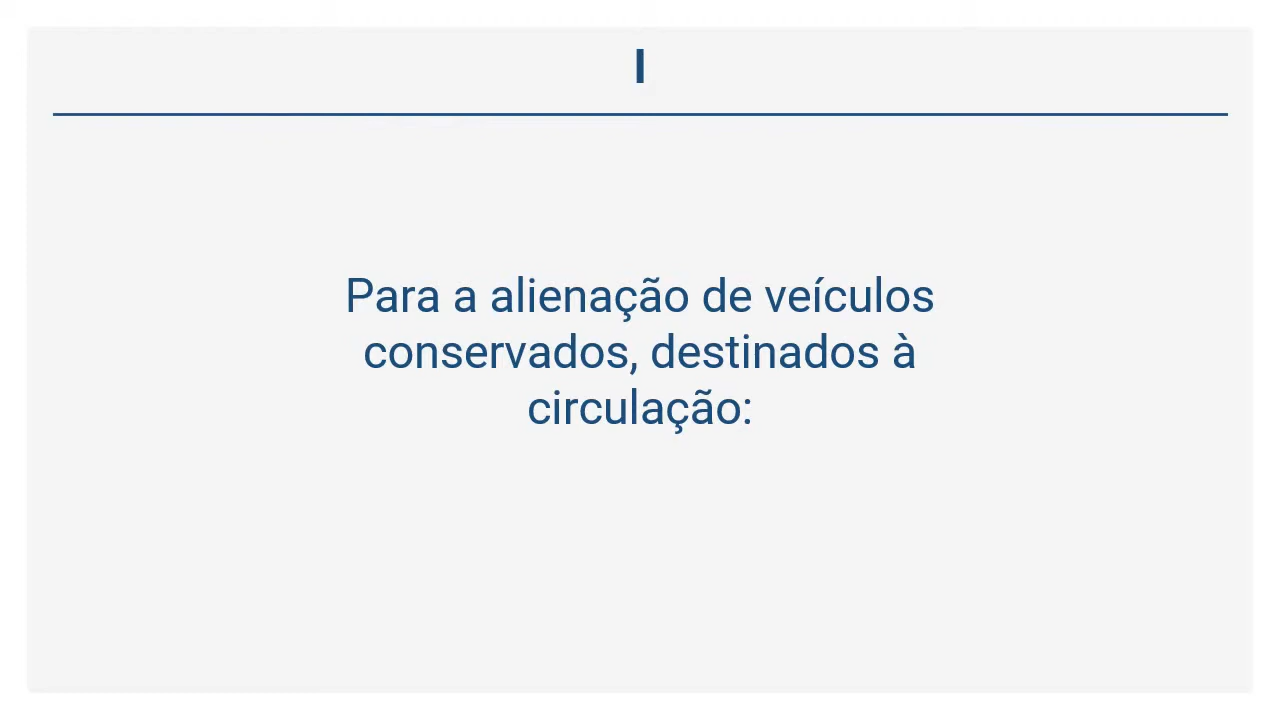 I
Para a alienação de veículos
conservados, destinados à
circulação: